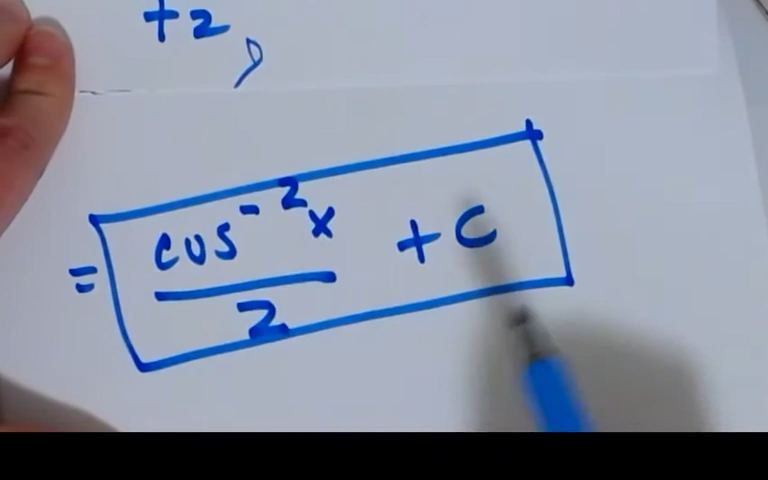 +2,
= cos⁻²x / 2 + C